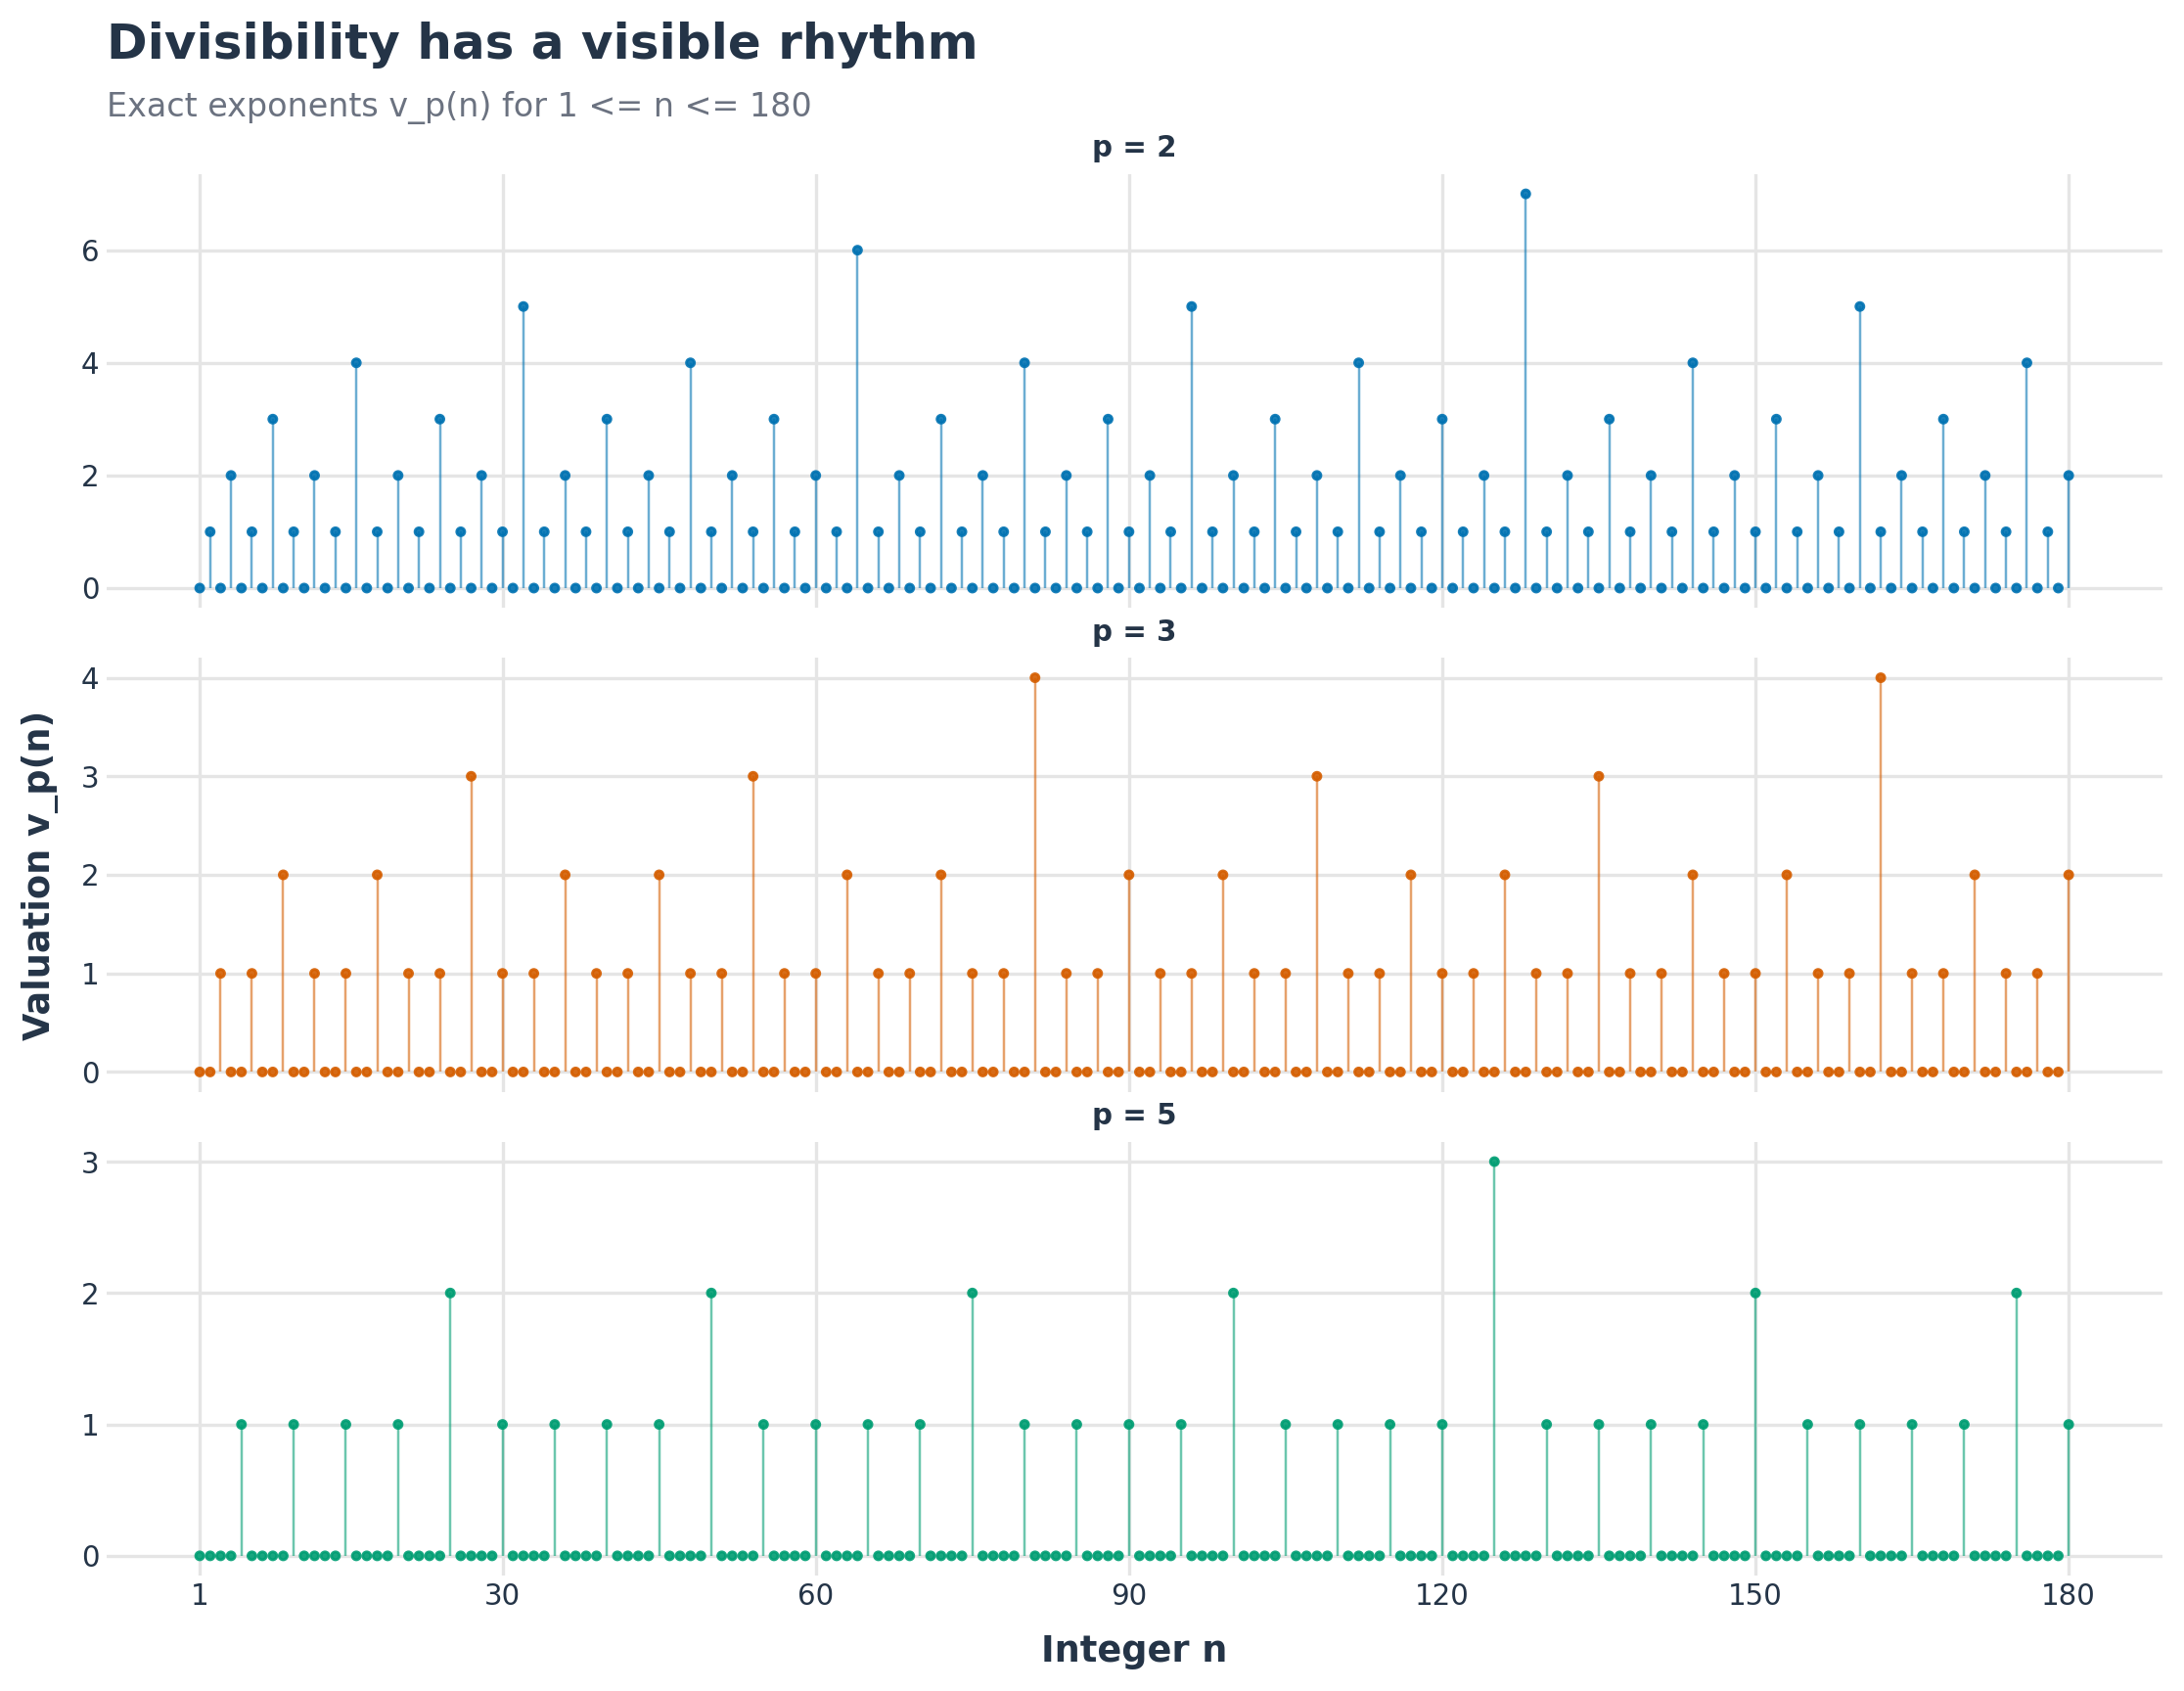 Divisibility has a visible rhythm
Exact exponents v_p(n) for 1 <= n <= 180
p = 2
6
4
2
0
p = 3
4
3
2
1
0
p = 5
3
2
1
0
Valuation v_p(n)
1 30 60 90 120 150 180
Integer n